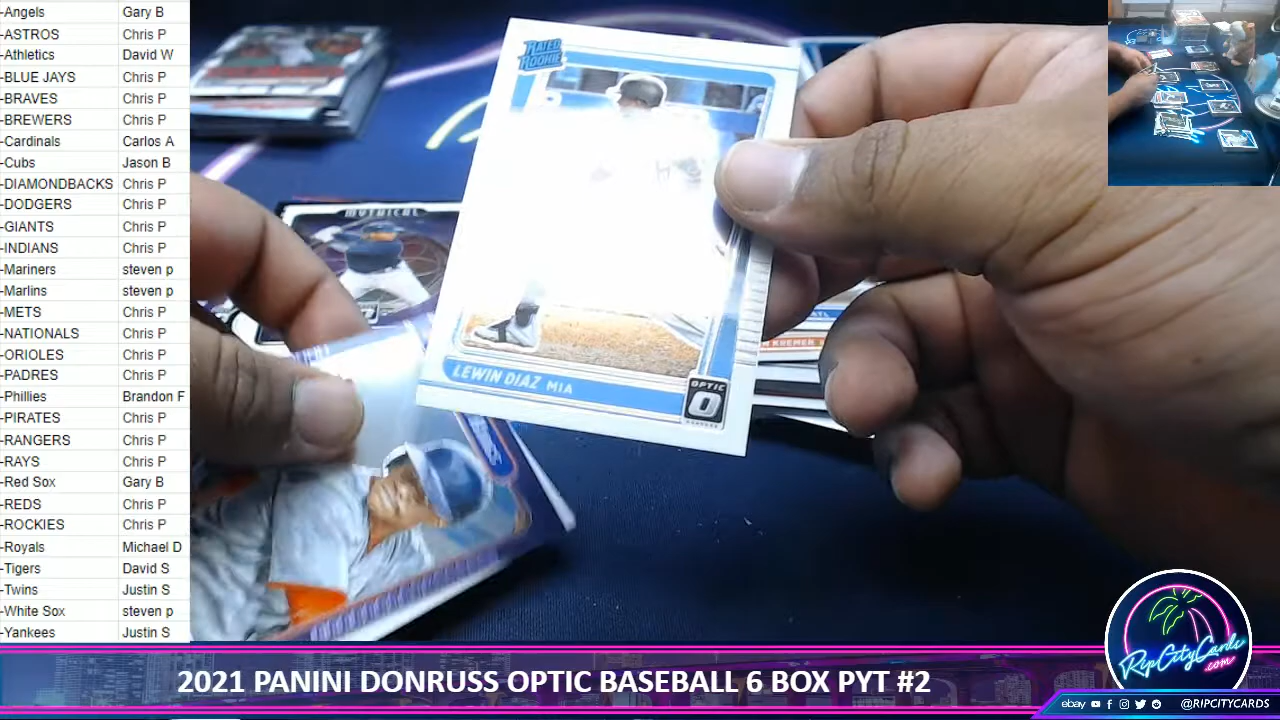 -Angels Gary B
-ASTROS Chris P
-Athletics David W
-BLUE JAYS Chris P
-BRAVES Chris P
-BREWERS Chris P
-Cardinals Carlos A
-Cubs Jason B
-DIAMONDBACKS Chris P
-DODGERS Chris P
-GIANTS Chris P
-INDIANS Chris P
-Mariners steven p
-Marlins steven p
-METS Chris P
-NATIONALS Chris P
-ORIOLES Chris P
-PADRES Chris P
-Phillies Brandon F
-PIRATES Chris P
-RANGERS Chris P
-RAYS Chris P
-Red Sox Gary B
-REDS Chris P
-ROCKIES Chris P
-Royals Michael D
-Tigers David S
-Twins Justin S
-White Sox steven p
-Yankees Justin S
RATED
ROOKIE
MYTHICAL
ATL
KREMER
LEWIN DIAZ MIA
OPTIC
O
RipCityCards
.com
2021 PANINI DONRUSS OPTIC BASEBALL 6 BOX PYT #2
ebay @RIPCITYCARDS